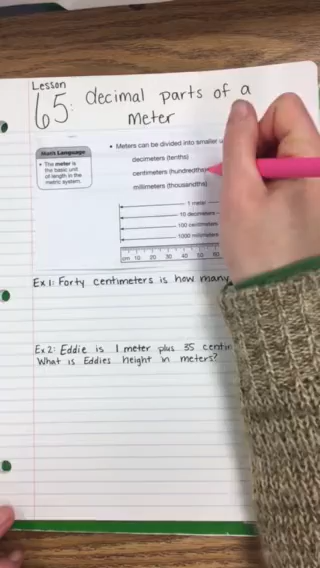 Lesson
65: decimal parts of a
meter
Math Language
• The meter is
the basic unit
of length in the
metric system.
• Meters can be divided into smaller
decimeters (tenths)
centimeters (hundredths)
millimeters (thousandths)
1 meter
10 decimeters
100 centimeters
1000 millimeters
cm 10 20 30 40 50 60
Ex 1: Forty centimeters is how many
Ex 2: Eddie is 1 meter plus 35
What is Eddies height in meters?